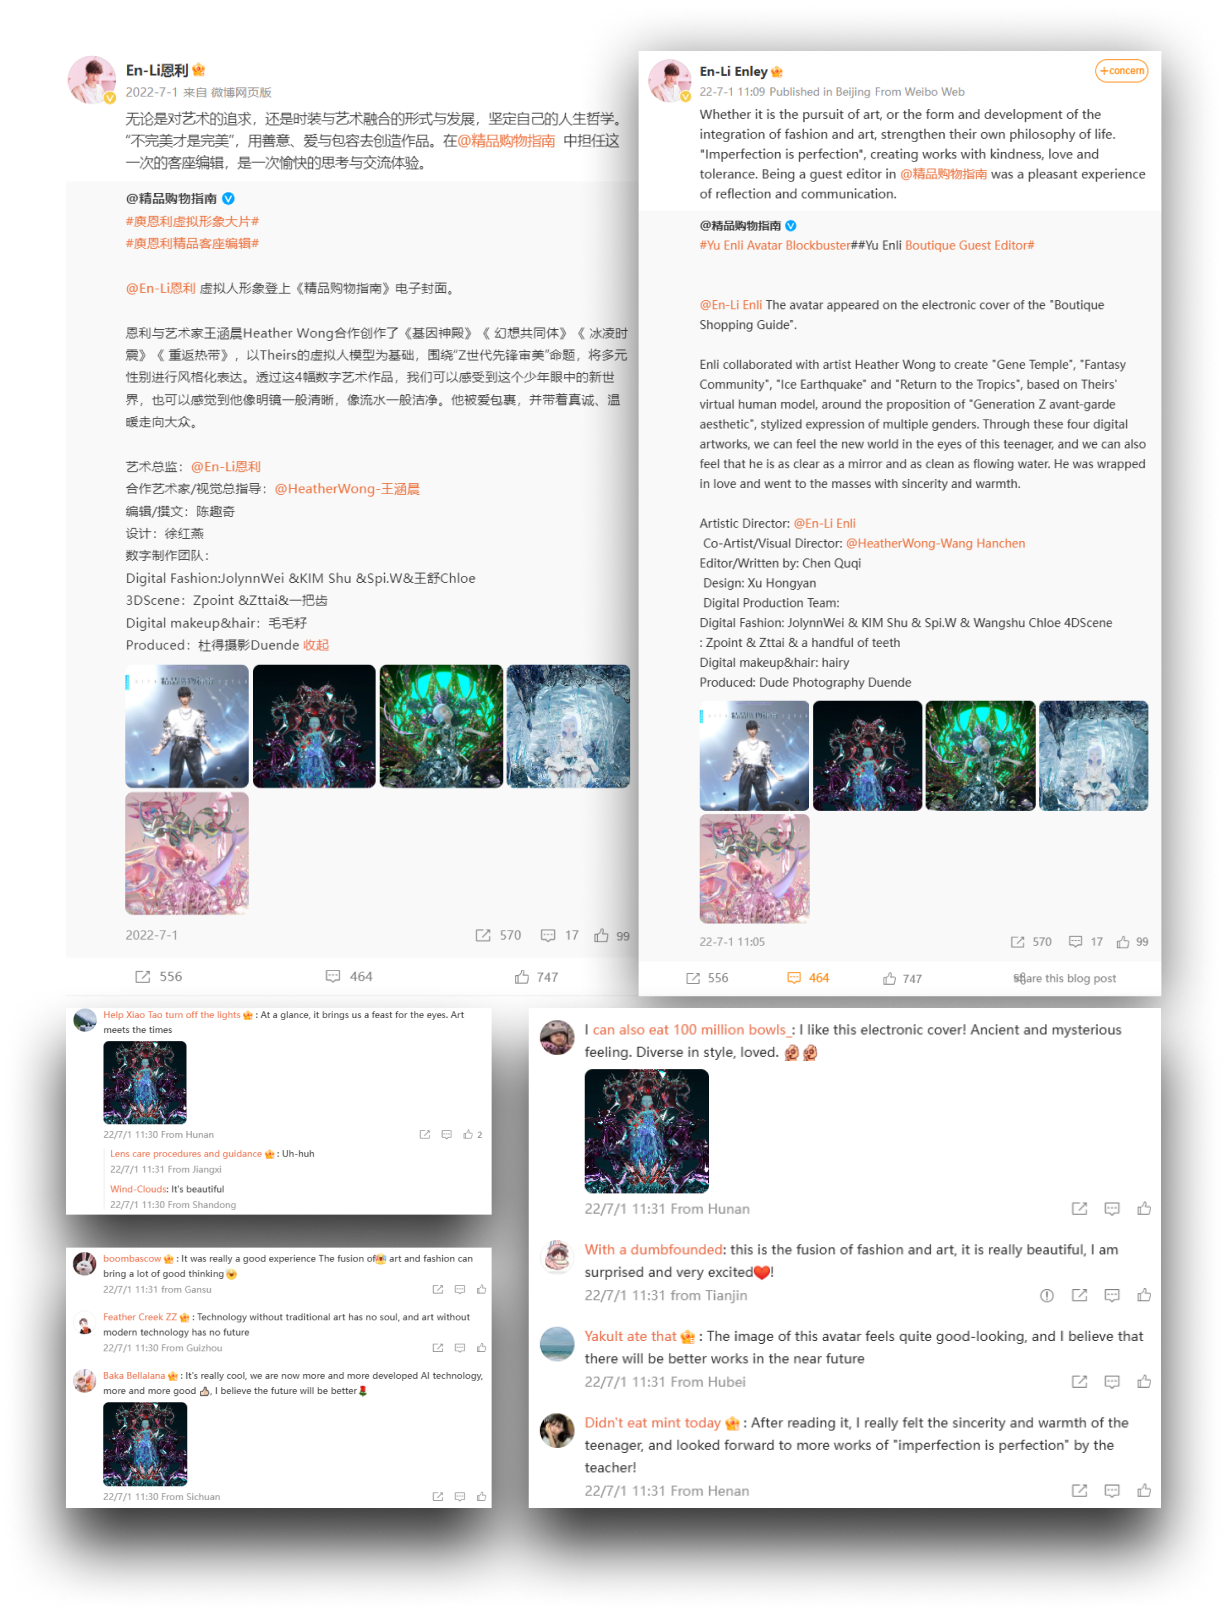 En-Li恩利
2022-7-1 来自 微博网页版
无论是对艺术的追求，还是时装与艺术融合的形式与发展，坚定自己的人生哲学。
“不完美才是完美”，用善意、爱与包容去创造作品。在@精品购物指南 中担任这
一次的客座编辑，是一次愉快的思考与交流体验。
@精品购物指南
#庾恩利虚拟形象大片#
#庾恩利精品客座编辑#
@En-Li恩利 虚拟人形象登上《精品购物指南》电子封面。
恩利与艺术家王涵晨Heather Wong合作创作了《基因神殿》《 幻想共同体》《 冰凌时
震》《 重返热带》，以Theirs的虚拟人模型为基础，围绕“Z世代先锋审美”命题，将多元
性别进行风格化表达。透过这4幅数字艺术作品，我们可以感受到这个少年眼中的新世
界，也可以感觉到他像明镜一般清晰，像流水一般洁净。他被爱包裹，并带着真诚、温
暖走向大众。
艺术总监：@En-Li恩利
合作艺术家/视觉总指导：@HeatherWong-王涵晨
编辑/撰文：陈趣奇
设计：徐红燕
数字制作团队：
Digital Fashion:JolynnWei &KIM Shu &Spi.W&王舒Chloe
3DScene：Zpoint &Zttai&一把齿
Digital makeup&hair：毛毛籽
Produced：杜得摄影Duende 收起
2022-7-1
570 17 99
556 464 747
En-Li Enley
+concern
22-7-1 11:09 Published in Beijing From Weibo Web
Whether it is the pursuit of art, or the form and development of the
integration of fashion and art, strengthen their own philosophy of life.
"Imperfection is perfection", creating works with kindness, love and
tolerance. Being a guest editor in @精品购物指南 was a pleasant experience
of reflection and communication.
@精品购物指南
#Yu Enli Avatar Blockbuster##Yu Enli Boutique Guest Editor#
@En-Li Enli The avatar appeared on the electronic cover of the "Boutique
Shopping Guide".
Enli collaborated with artist Heather Wong to create "Gene Temple", "Fantasy
Community", "Ice Earthquake" and "Return to the Tropics", based on Theirs'
virtual human model, around the proposition of "Generation Z avant-garde
aesthetic", stylized expression of multiple genders. Through these four digital
artworks, we can feel the new world in the eyes of this teenager, and we can also
feel that he is as clear as a mirror and as clean as flowing water. He was wrapped
in love and went to the masses with sincerity and warmth.
Artistic Director: @En-Li Enli
Co-Artist/Visual Director: @HeatherWong-Wang Hanchen
Editor/Written by: Chen Quqi
Design: Xu Hongyan
Digital Production Team:
Digital Fashion: JolynnWei & KIM Shu & Spi.W & Wangshu Chloe 4DScene
: Zpoint & Zttai & a handful of teeth
Digital makeup&hair: hairy
Produced: Dude Photography Duende
22-7-1 11:05
570 17 99
556 464 747 share this blog post
Help Xiao Tao turn off the lights : At a glance, it brings us a feast for the eyes. Art
meets the times
22/7/1 11:30 From Hunan
2
Lens care procedures and guidance : Uh-huh
22/7/1 11:31 From Jiangxi
Wind-Clouds: It's beautiful
22/7/1 11:30 From Shandong
boombascow : It was really a good experience The fusion of art and fashion can
bring a lot of good thinking
22/7/1 11:31 from Gansu
Feather Creek ZZ : Technology without traditional art has no soul, and art without
modern technology has no future
22/7/1 11:30 From Guizhou
Baka Bellalana : It's really cool, we are now more and more developed AI technology,
more and more good , I believe the future will be better
22/7/1 11:30 From Sichuan
I can also eat 100 million bowls_: I like this electronic cover! Ancient and mysterious
feeling. Diverse in style, loved.
22/7/1 11:31 From Hunan
With a dumbfounded: this is the fusion of fashion and art, it is really beautiful, I am
surprised and very excited!
22/7/1 11:31 from Tianjin
Yakult ate that : The image of this avatar feels quite good-looking, and I believe that
there will be better works in the near future
22/7/1 11:31 From Hubei
Didn't eat mint today : After reading it, I really felt the sincerity and warmth of the
teenager, and looked forward to more works of "imperfection is perfection" by the
teacher!
22/7/1 11:31 From Henan